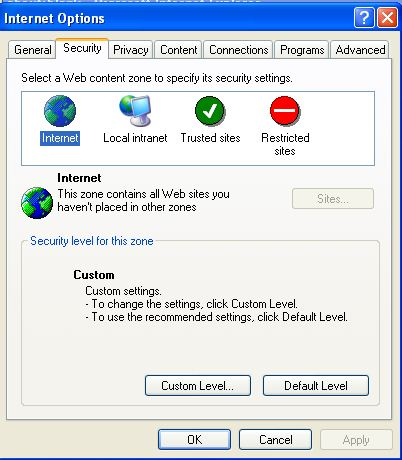 Internet Options
General Security Privacy Content Connections Programs Advanced
Select a Web content zone to specify its security settings.
Internet Local intranet Trusted sites Restricted
sites
Internet
This zone contains all Web sites you
haven't placed in other zones
Sites...
Security level for this zone
Custom
Custom settings.
- To change the settings, click Custom Level.
- To use the recommended settings, click Default Level.
Custom Level... Default Level
OK Cancel Apply